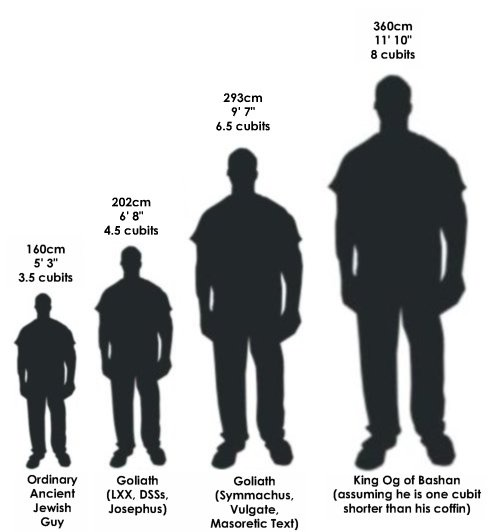 160cm
5' 3"
3.5 cubits
202cm
6' 8"
4.5 cubits
293cm
9' 7"
6.5 cubits
360cm
11' 10"
8 cubits
Ordinary
Ancient
Jewish
Guy
Goliath
(LXX, DSSs,
Josephus)
Goliath
(Symmachus,
Vulgate,
Masoretic Text)
King Og of Bashan
(assuming he is one cubit
shorter than his coffin)